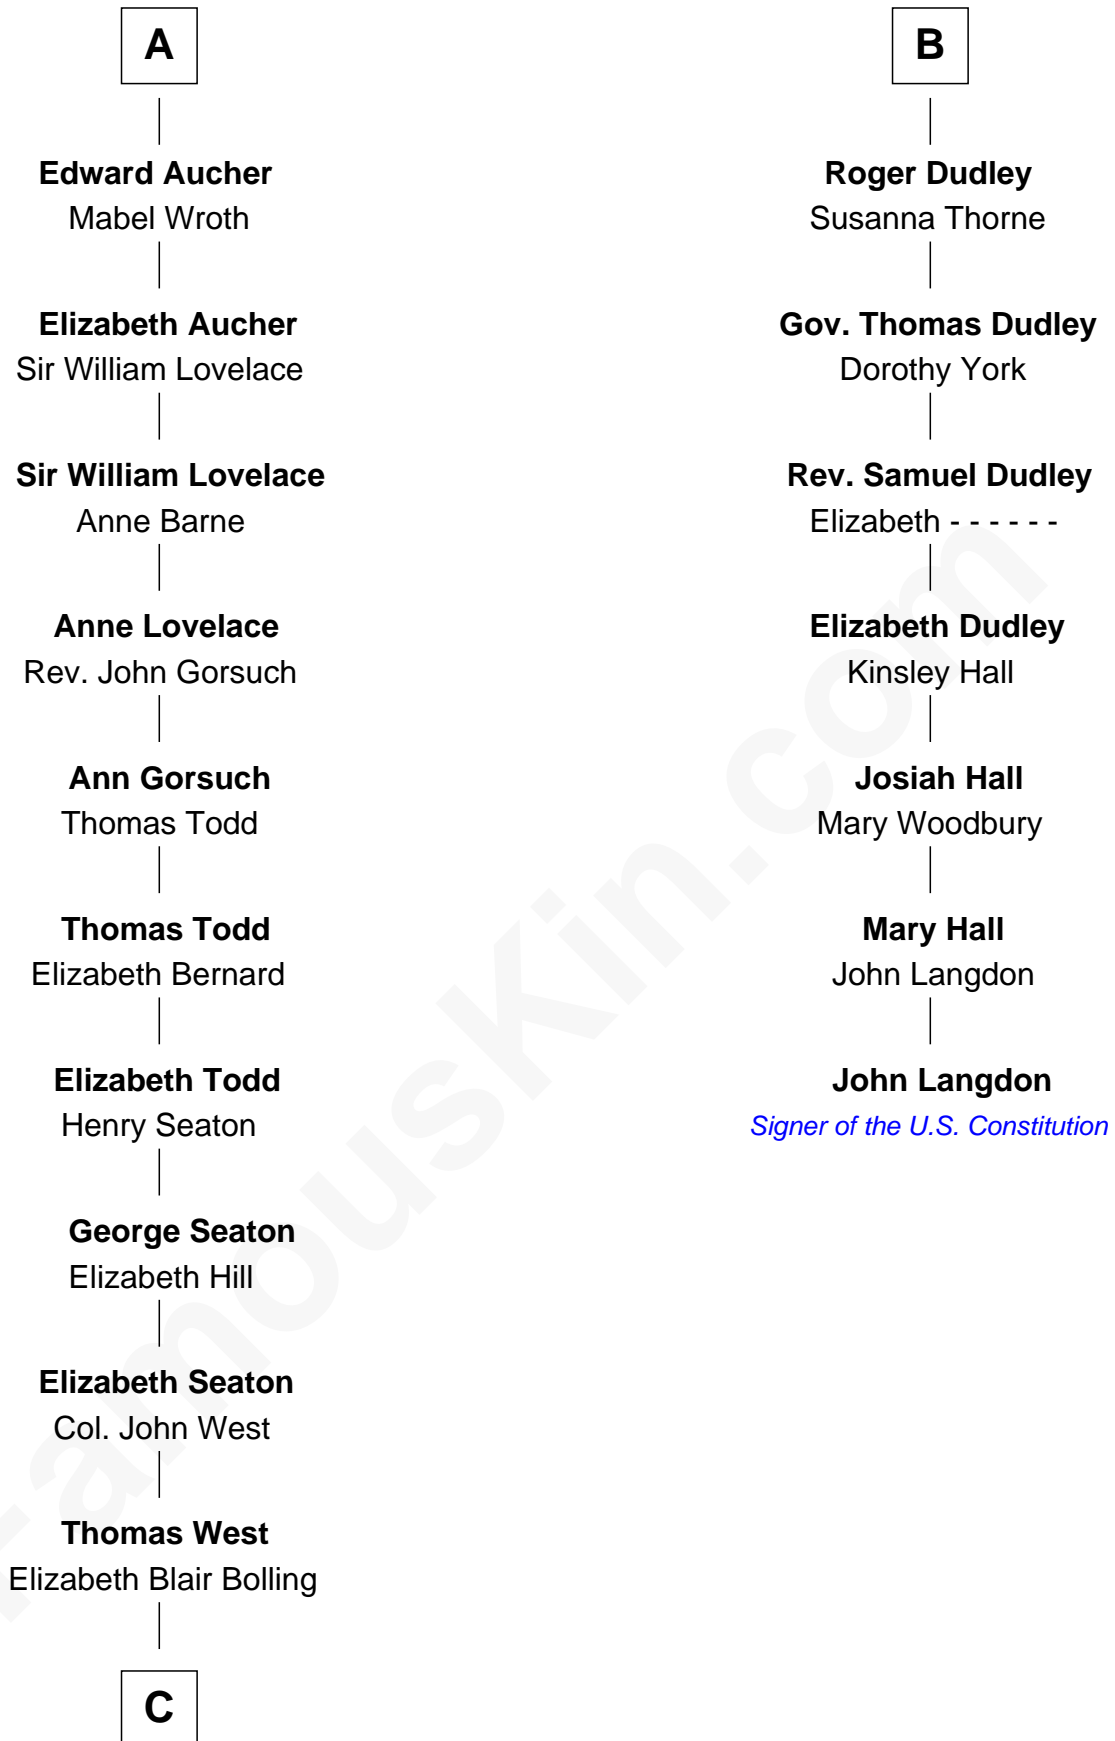 A
Edward Aucher
Mabel Wroth
Elizabeth Aucher
Sir William Lovelace
Sir William Lovelace
Anne Barne
Anne Lovelace
Rev. John Gorsuch
Ann Gorsuch
Thomas Todd
Thomas Todd
Elizabeth Bernard
Elizabeth Todd
Henry Seaton
George Seaton
Elizabeth Hill
Elizabeth Seaton
Col. John West
Thomas West
Elizabeth Blair Bolling
C
B
Roger Dudley
Susanna Thorne
Gov. Thomas Dudley
Dorothy York
Rev. Samuel Dudley
Elizabeth - - - - - -
Elizabeth Dudley
Kinsley Hall
Josiah Hall
Mary Woodbury
Mary Hall
John Langdon
John Langdon
Signer of the U.S. Constitution
FamousKin.com